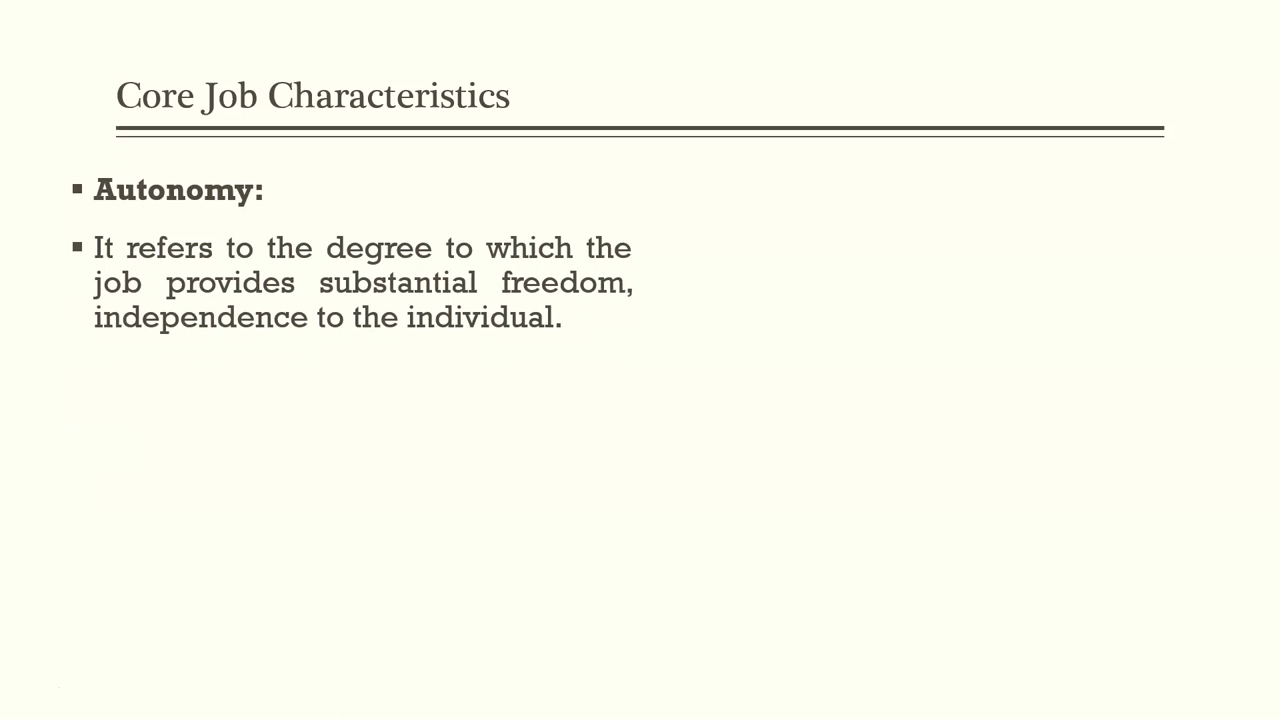 Core Job Characteristics
▪ Autonomy:
▪ It refers to the degree to which the
job provides substantial freedom,
independence to the individual.